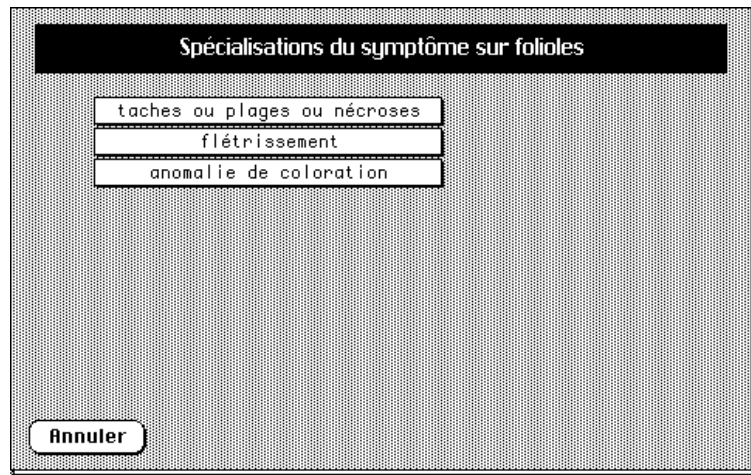 Spécialisations du symptôme sur folioles
taches ou plages ou nécroses
flétrissement
anomalie de coloration
Annuler